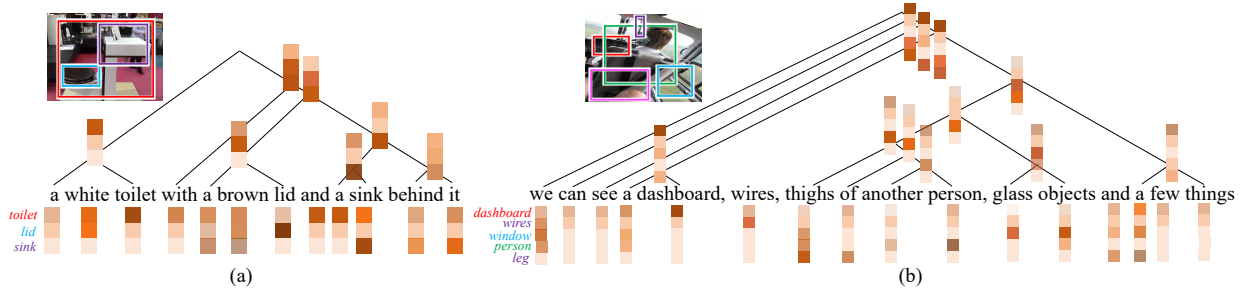 a white toilet with a brown lid and a sink behind it
toilet
lid
sink
(a)
we can see a dashboard, wires, thighs of another person, glass objects and a few things
dashboard
wires
window
person
leg
(b)